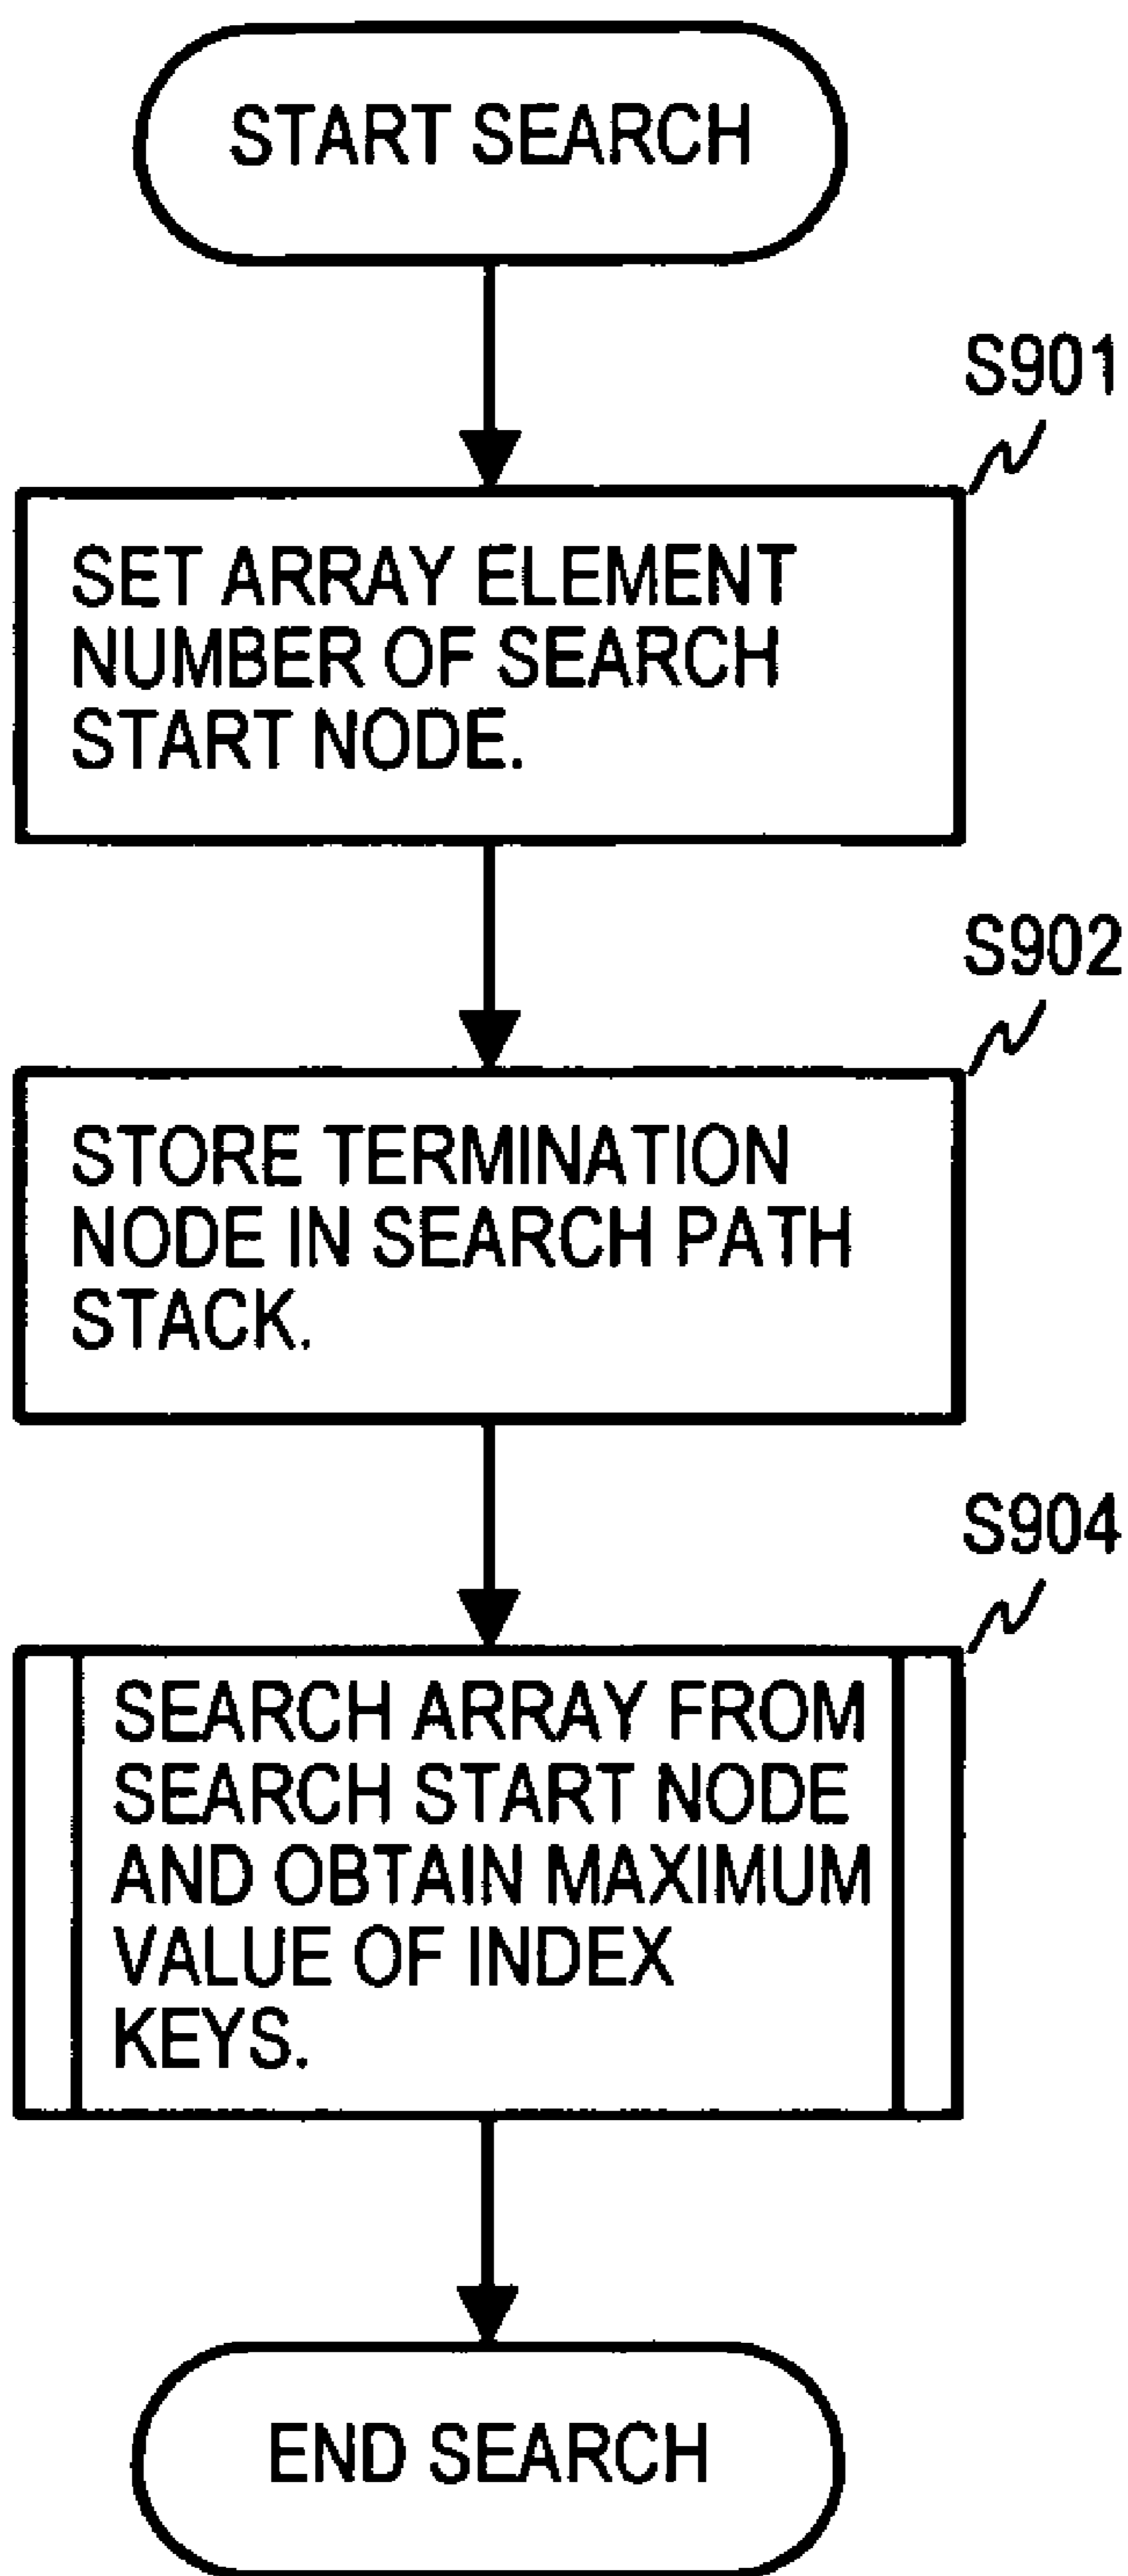 START SEARCH
S901
SET ARRAY ELEMENT
NUMBER OF SEARCH
START NODE.
S902
STORE TERMINATION
NODE IN SEARCH PATH
STACK.
S904
SEARCH ARRAY FROM
SEARCH START NODE
AND OBTAIN MAXIMUM
VALUE OF INDEX
KEYS.
END SEARCH